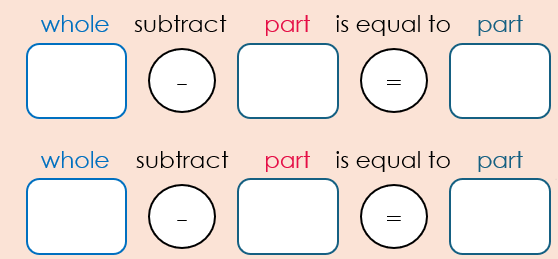 whole subtract part is equal to part
- =
whole subtract part is equal to part
- =